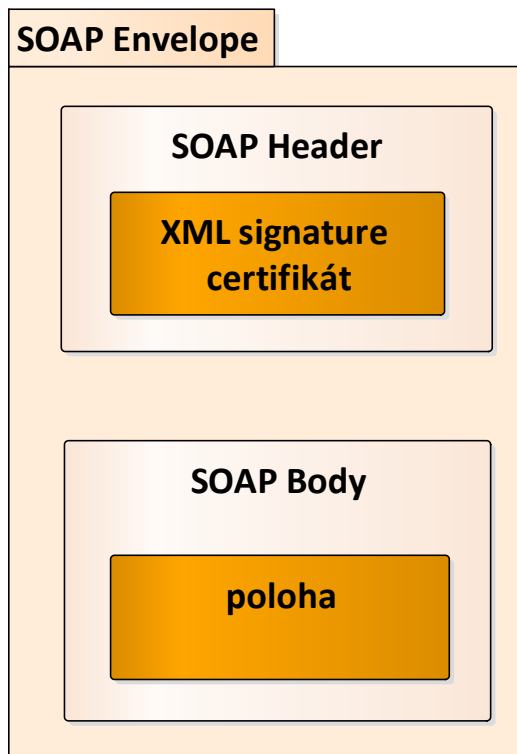 SOAP Envelope
SOAP Header
XML signature
certifikát
SOAP Body
poloha